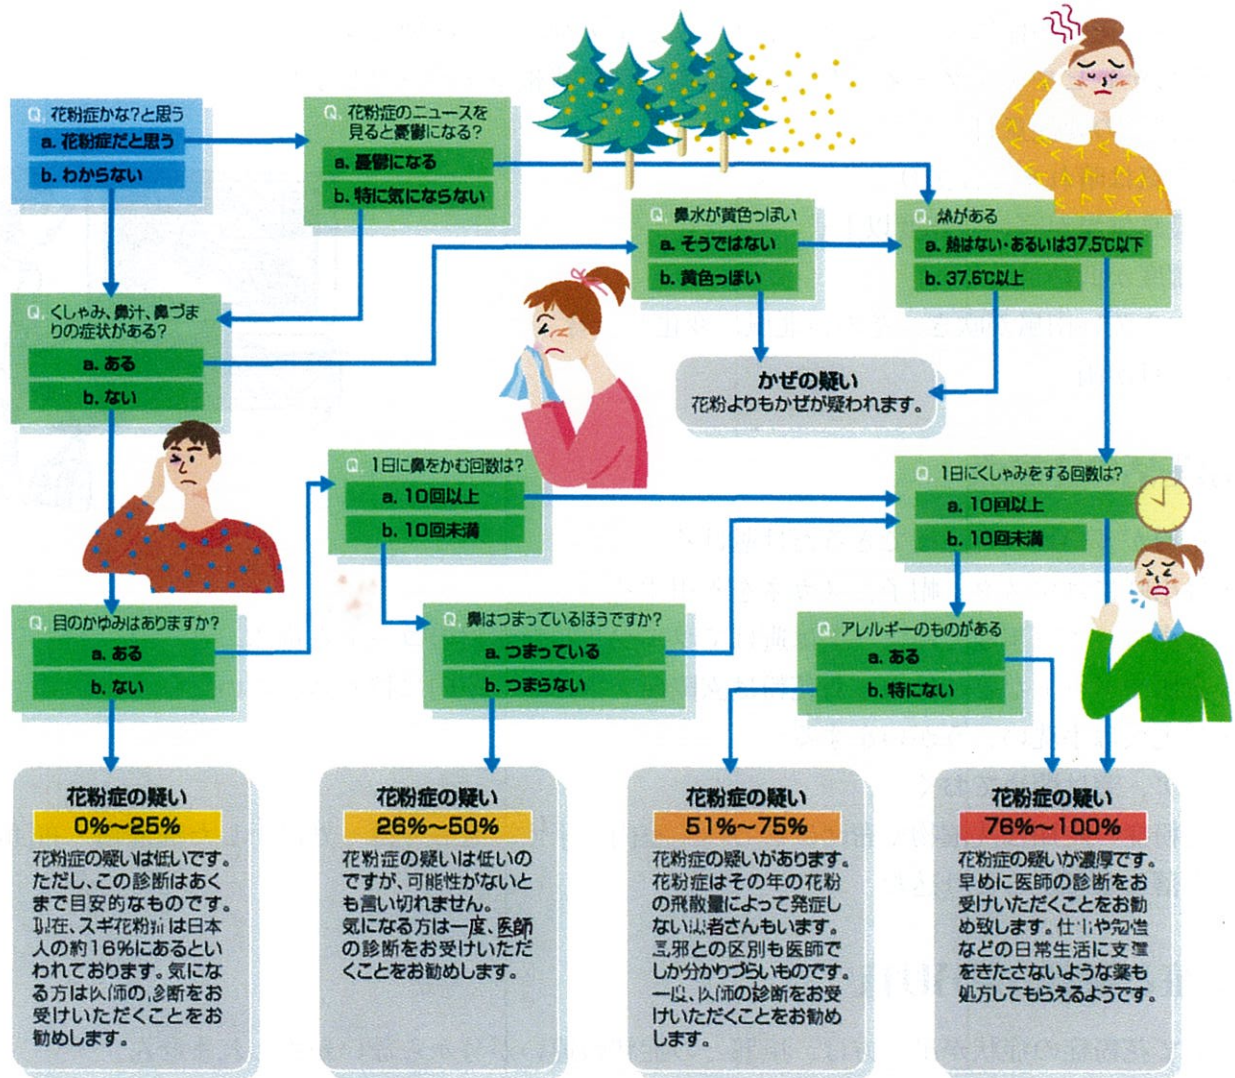 Q. 花粉症かな?と思う
a. 花粉症だと思う
b. わからない
Q. 花粉症のニュースを
見ると憂鬱になる?
a. 憂鬱になる
b. 特に気にならない
Q. 鼻水が黄色っぽい
a. そうではない
b. 黄色っぽい
Q. 熱がある
a. 熱はない・あるいは37.5℃以下
b. 37.6℃以上
Q. くしゃみ、鼻汁、鼻づま
りの症状がある?
a. ある
b. ない
かぜの疑い
花粉よりもかぜが疑われます。
Q. 1日に鼻をかむ回数は?
a. 10回以上
b. 10回未満
Q. 1日にくしゃみをする回数は?
a. 10回以上
b. 10回未満
Q. 目のかゆみはありますか?
a. ある
b. ない
Q. 鼻はつまっているほうですか?
a. つまっている
b. つまらない
Q. アレルギーのものがある
a. ある
b. 特にない
花粉症の疑い
0%〜25%
花粉症の疑いは低いです。
ただし、この診断はあく
まで目安的なものです。
現在、スギ花粉症は日本
人の約16%にあるとい
われております。気にな
る方は医師の診断をお
受けいただくことをお
勧めします。
花粉症の疑い
26%〜50%
花粉症の疑いは低いの
ですが、可能性がないと
も言い切れません。
気になる方は一度、医師
の診断をお受けいただ
くことをお勧めします。
花粉症の疑い
51%〜75%
花粉症の疑いがあります。
花粉症はその年の花粉
の飛散量によって発症し
ない患者さんもいます。
風邪との区別も医師で
しか分かりづらいものです。
一度、医師の診断をお受
けいただくことをお勧め
します。
花粉症の疑い
76%〜100%
花粉症の疑いが濃厚です。
早めに医師の診断をお
受けいただくことをお勧
め致します。仕事や勉強
などの日常生活に支障
をきたさないような薬も
処方してもらえるようです。